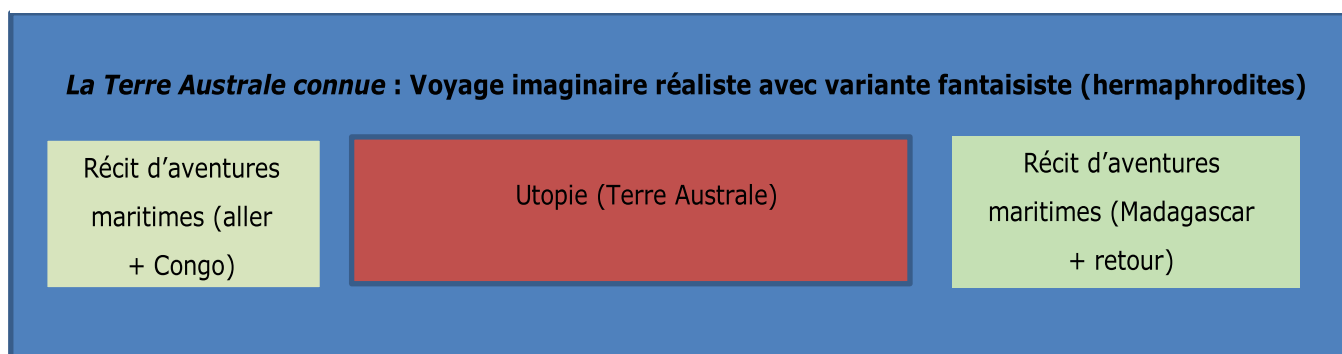 La Terre Australe connue : Voyage imaginaire réaliste avec variante fantaisiste (hermaphrodites)
Récit d’aventures
maritimes (aller
+ Congo)
Utopie (Terre Australe)
Récit d’aventures
maritimes (Madagascar
+ retour)